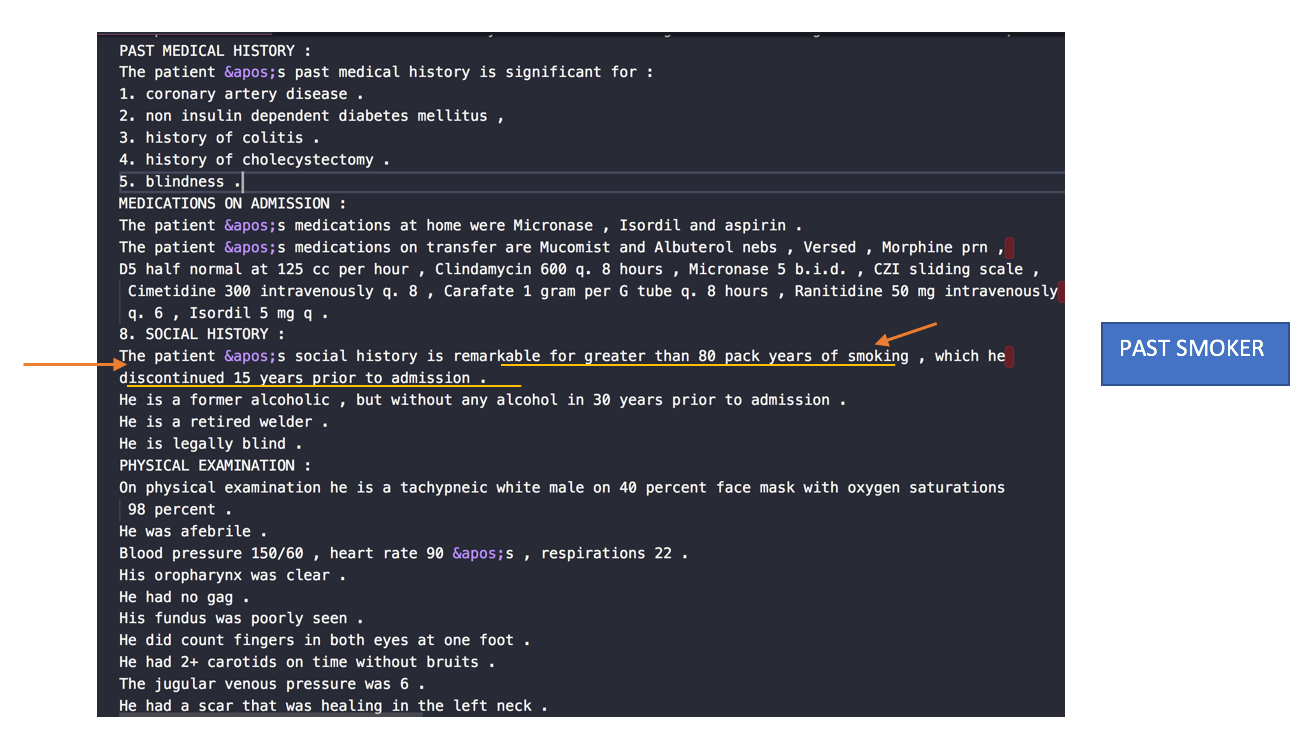 PAST MEDICAL HISTORY :
The patient &apos;s past medical history is significant for :
1. coronary artery disease .
2. non insulin dependent diabetes mellitus ,
3. history of colitis .
4. history of cholecystectomy .
5. blindness .
MEDICATIONS ON ADMISSION :
The patient &apos;s medications at home were Micronase , Isordil and aspirin .
The patient &apos;s medications on transfer are Mucomist and Albuterol nebs , Versed , Morphine prn ,
D5 half normal at 125 cc per hour , Clindamycin 600 q. 8 hours , Micronase 5 b.i.d. , CZI sliding scale ,
Cimetidine 300 intravenously q. 8 , Carafate 1 gram per G tube q. 8 hours , Ranitidine 50 mg intravenously
q. 6 , Isordil 5 mg q .
8. SOCIAL HISTORY :
The patient &apos;s social history is remarkable for greater than 80 pack years of smoking , which he
discontinued 15 years prior to admission .
PAST SMOKER
He is a former alcoholic , but without any alcohol in 30 years prior to admission .
He is a retired welder .
He is legally blind .
PHYSICAL EXAMINATION :
On physical examination he is a tachypneic white male on 40 percent face mask with oxygen saturations
98 percent .
He was afebrile .
Blood pressure 150/60 , heart rate 90 &apos;s , respirations 22 .
His oropharynx was clear .
He had no gag .
His fundus was poorly seen .
He did count fingers in both eyes at one foot .
He had 2+ carotids on time without bruits .
The jugular venous pressure was 6 .
He had a scar that was healing in the left neck .